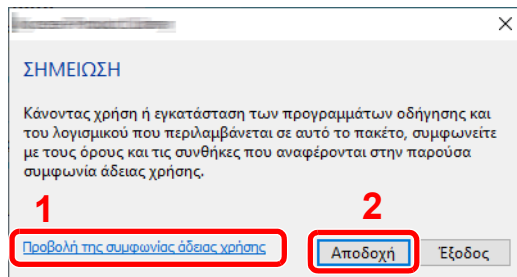 ΣΗΜΕΙΩΣΗ
Κάνοντας χρήση ή εγκατάσταση των προγραμμάτων οδήγησης και
του λογισμικού που περιλαμβάνεται σε αυτό το πακέτο, συμφωνείτε
με τους όρους και τις συνθήκες που αναφέρονται στην παρούσα
συμφωνία άδειας χρήσης.
1 2
Προβολή της συμφωνίας άδειας χρήσης Αποδοχή Έξοδος